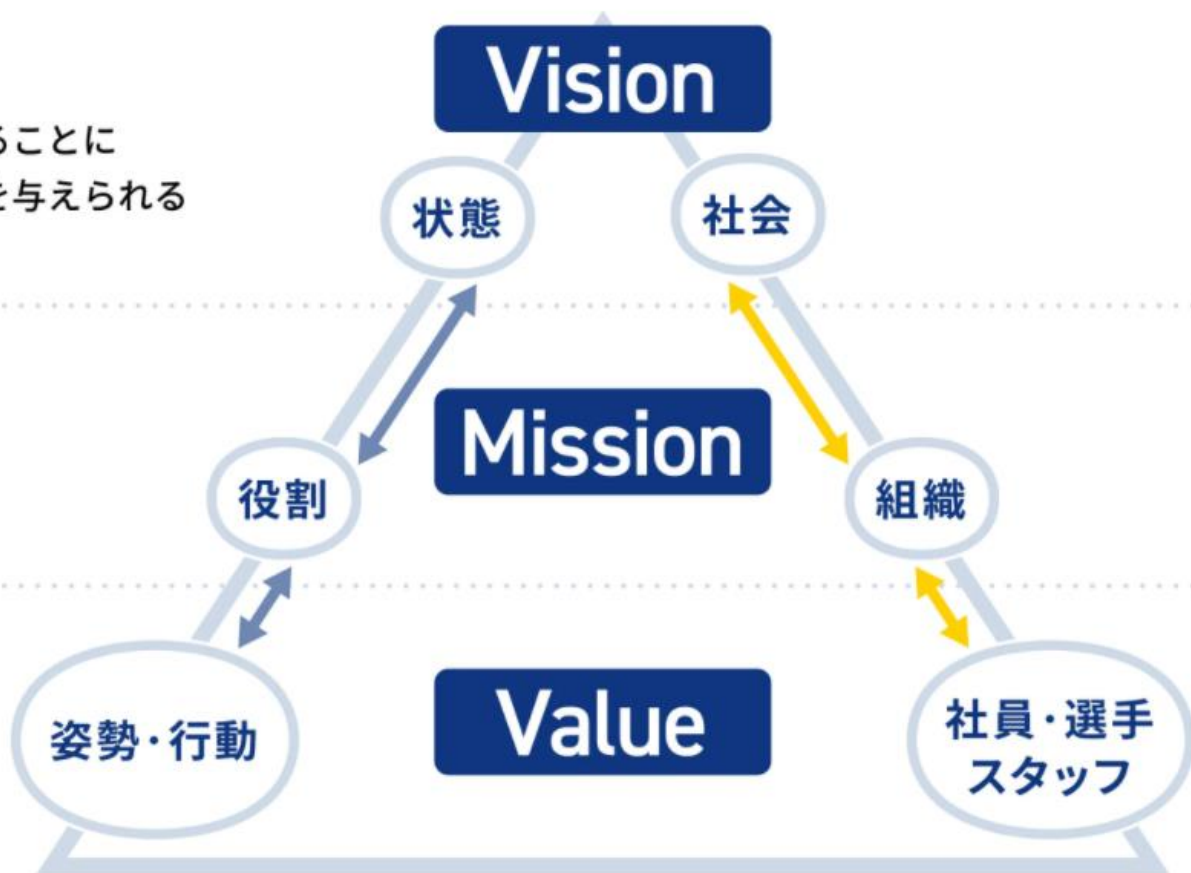 Vision
ることに
を与えられる
状態
社会
Mission
役割
組織
Value
姿勢・行動
社員・選手
スタッフ